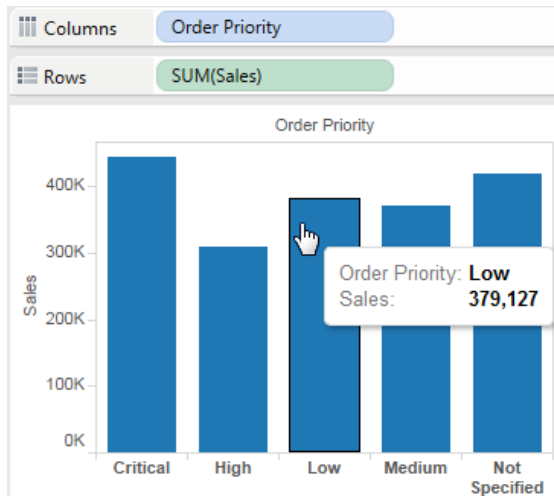 Columns
Order Priority
Rows
SUM(Sales)
Order Priority
400K
300K
200K
100K
0K
Sales
Order Priority: Low
Sales: 379,127
Critical
High
Low
Medium
Not
Specified